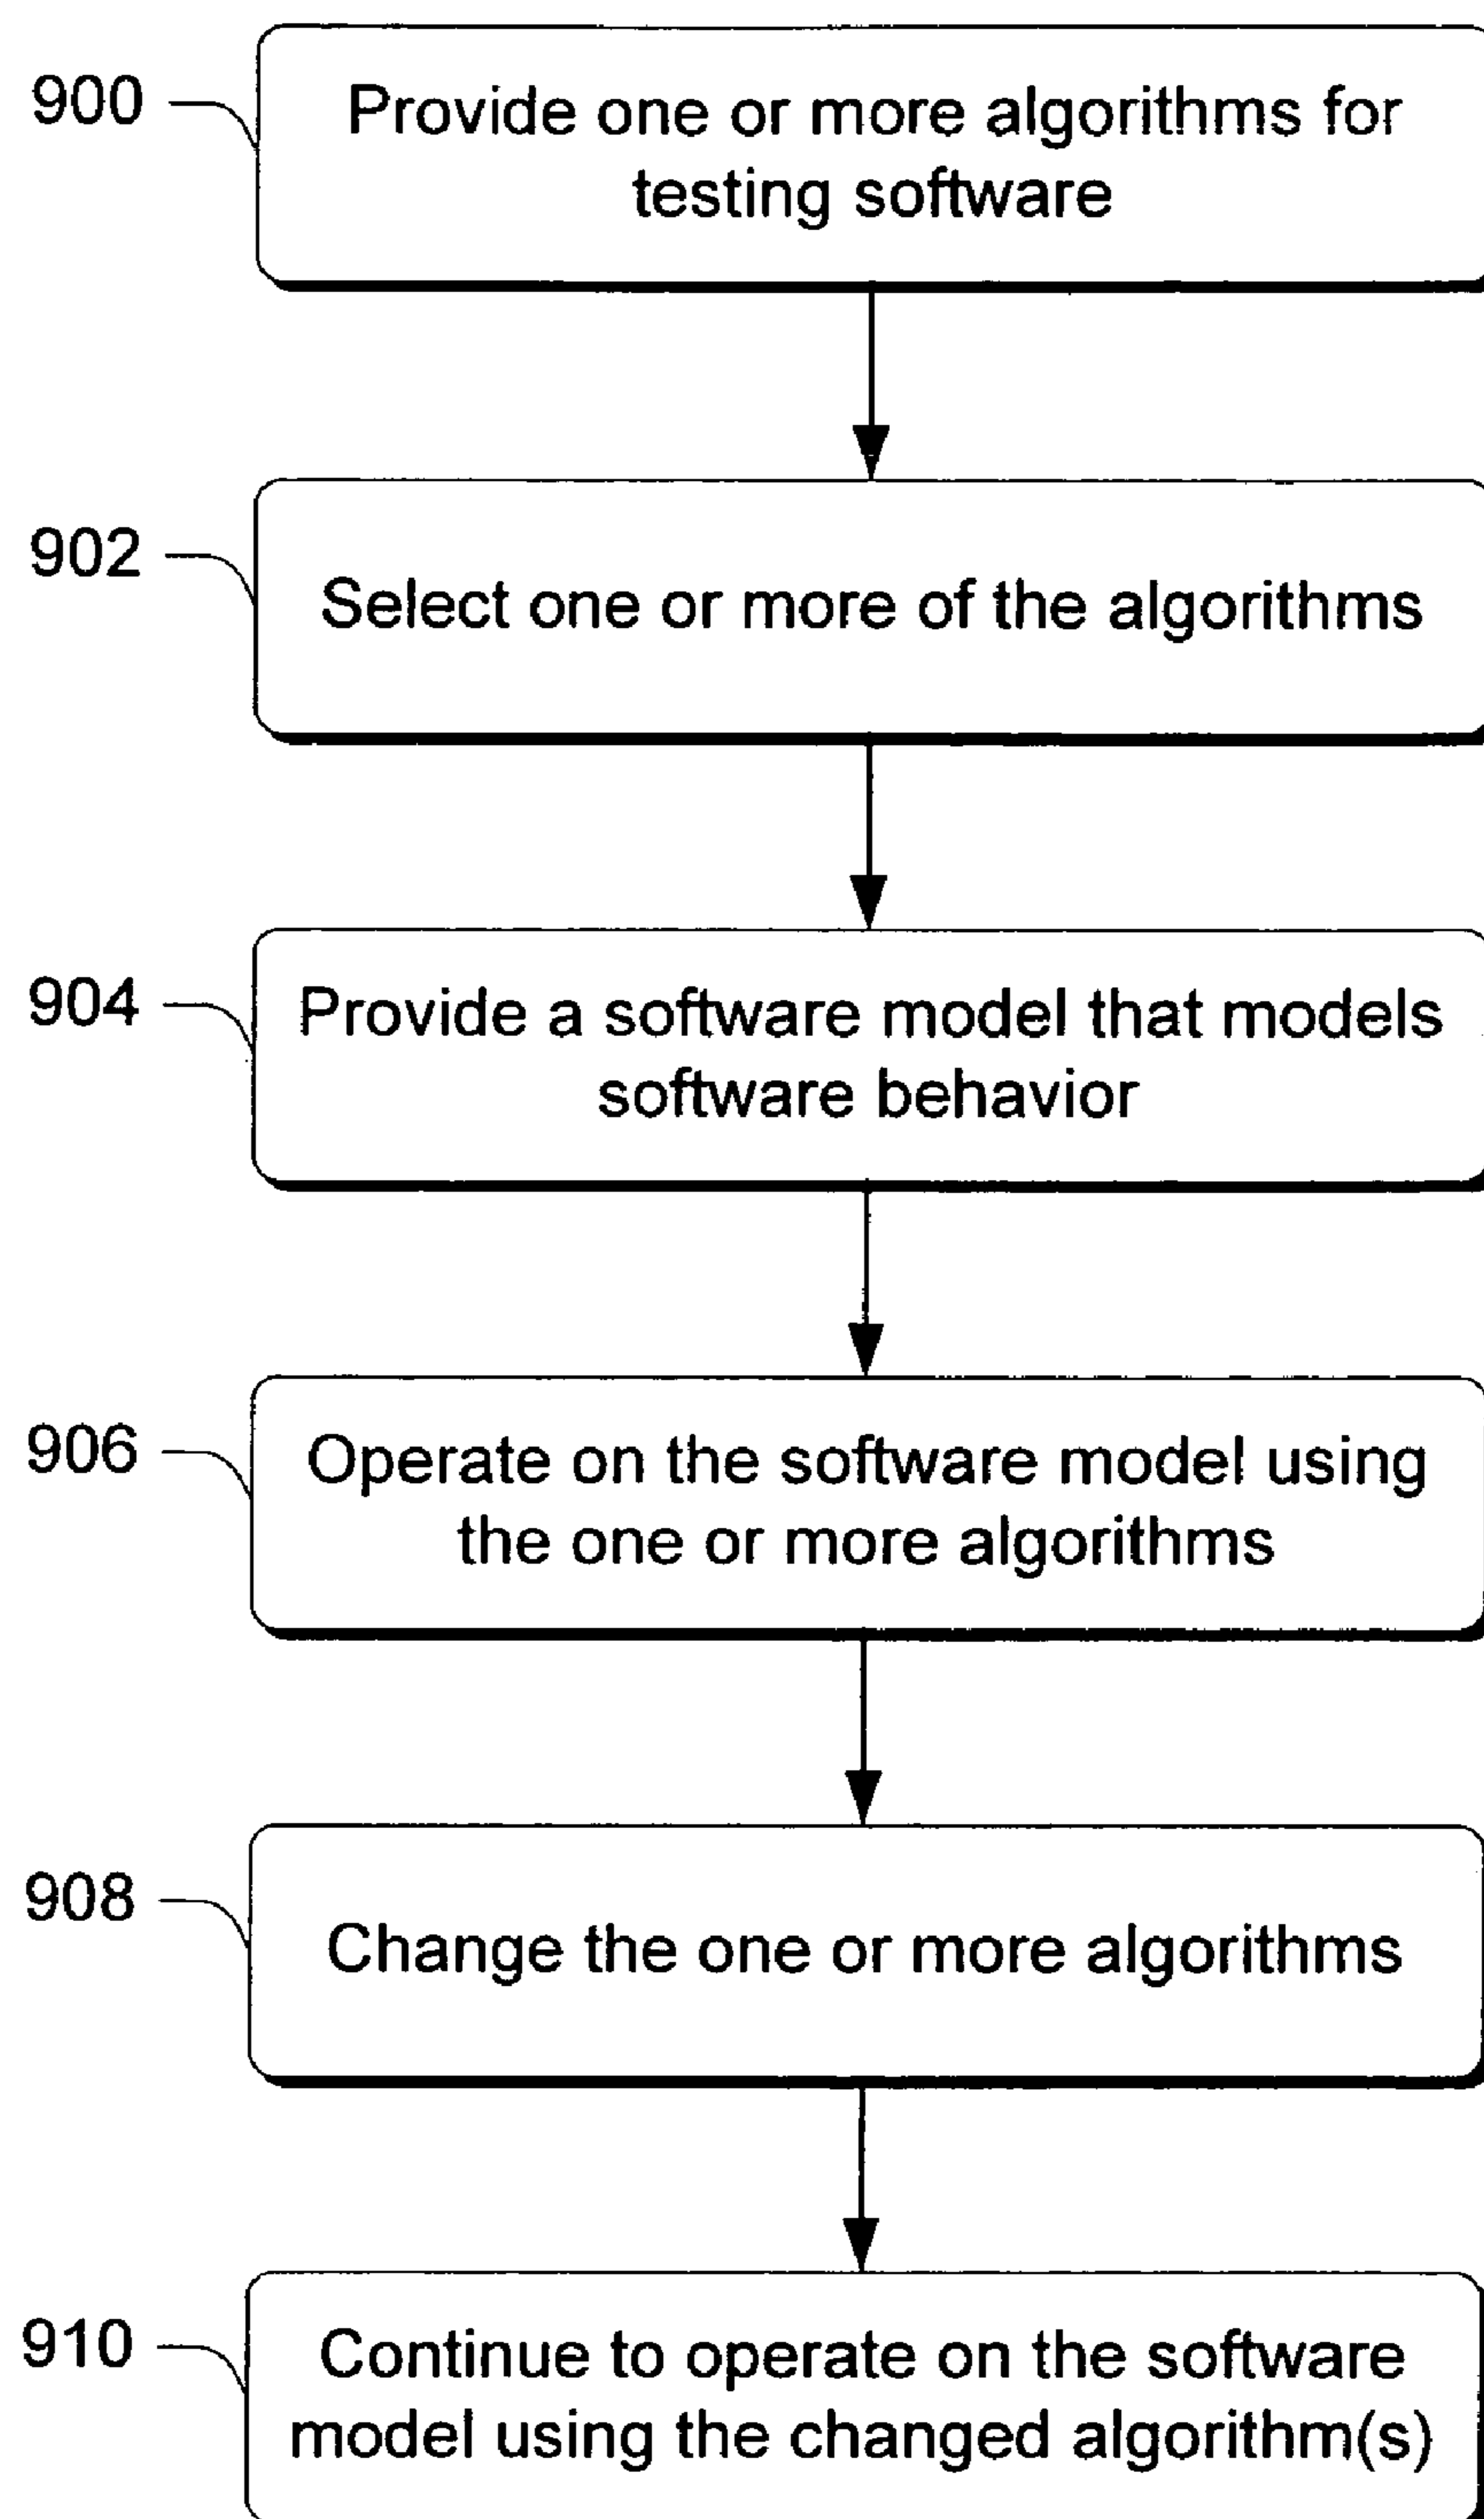 900
Provide one or more algorithms for
testing software
902
Select one or more of the algorithms
904
Provide a software model that models
software behavior
906
Operate on the software model using
the one or more algorithms
908
Change the one or more algorithms
910
Continue to operate on the software
model using the changed algorithm(s)